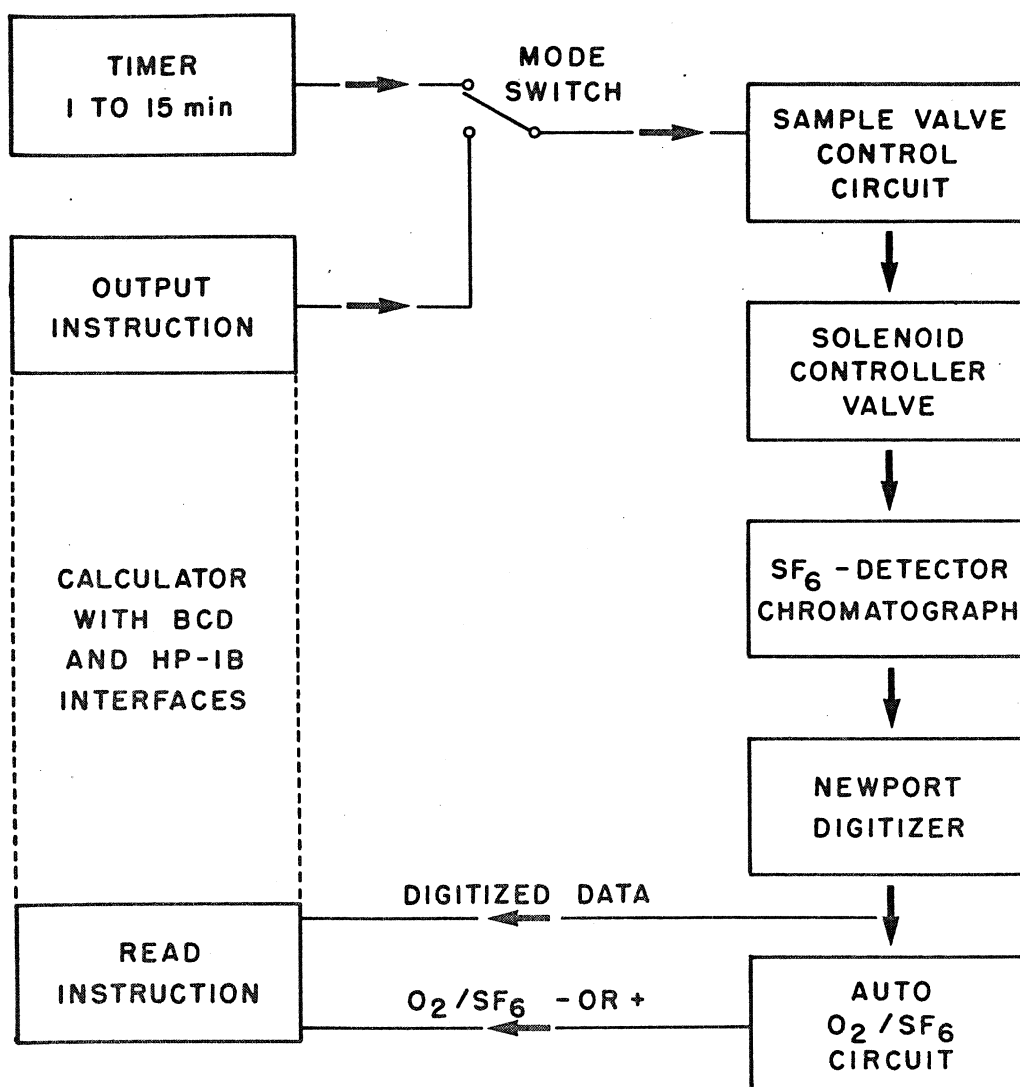 TIMER
1 TO 15 min
MODE
SWITCH
SAMPLE VALVE
CONTROL
CIRCUIT
OUTPUT
INSTRUCTION
SOLENOID
CONTROLLER
VALVE
CALCULATOR
WITH BCD
AND HP-IB
INTERFACES
SF6 - DETECTOR
CHROMATOGRAPH
NEWPORT
DIGITIZER
DIGITIZED DATA
READ
INSTRUCTION
O2/SF6 - OR +
AUTO
O2/SF6
CIRCUIT